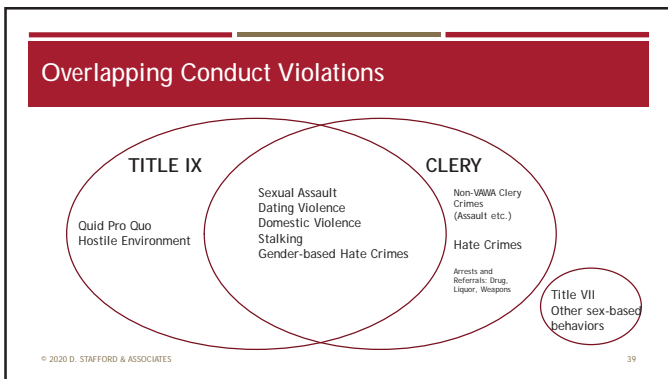 Overlapping Conduct Violations
TITLE IX
Quid Pro Quo
Hostile Environment
Sexual Assault
Dating Violence
Domestic Violence
Stalking
Gender-based Hate Crimes
CLERY
Non-VAWA Clery
Crimes
(Assault etc.)
Hate Crimes
Arrests and
Referrals: Drug,
Liquor, Weapons
Title VII
Other sex-based
behaviors
© 2020 D. STAFFORD & ASSOCIATES
39